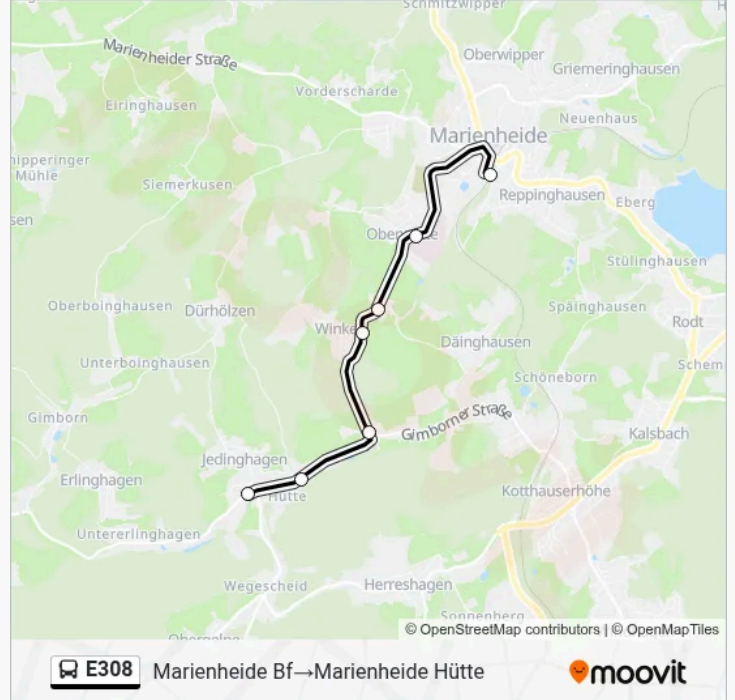 Schmitzwipper
Marienheider Straße
Oberwipper
Griemeringhausen
Vorderscharde
Eiringhausen
Neuenhaus
Marienheide
hipperinger
Mühle
Siemerkusen
Reppinghausen
Eberg
sen
Stülinghausen
Oberboinghausen
Dürhölzen
Späinghausen
Rodt
Däinghausen
Unterboinghausen
Schem
Schöneborn
Gimborn
Gimborner Straße
Kalsbach
Jedinghagen
Erlinghagen
Kotthauserhöhe
Hütte
Untererlinghagen
Wegescheid
Herreshagen
Sonnenberg
© OpenStreetMap contributors | © OpenMapTiles
E308
Marienheide Bf→Marienheide Hütte
moovit